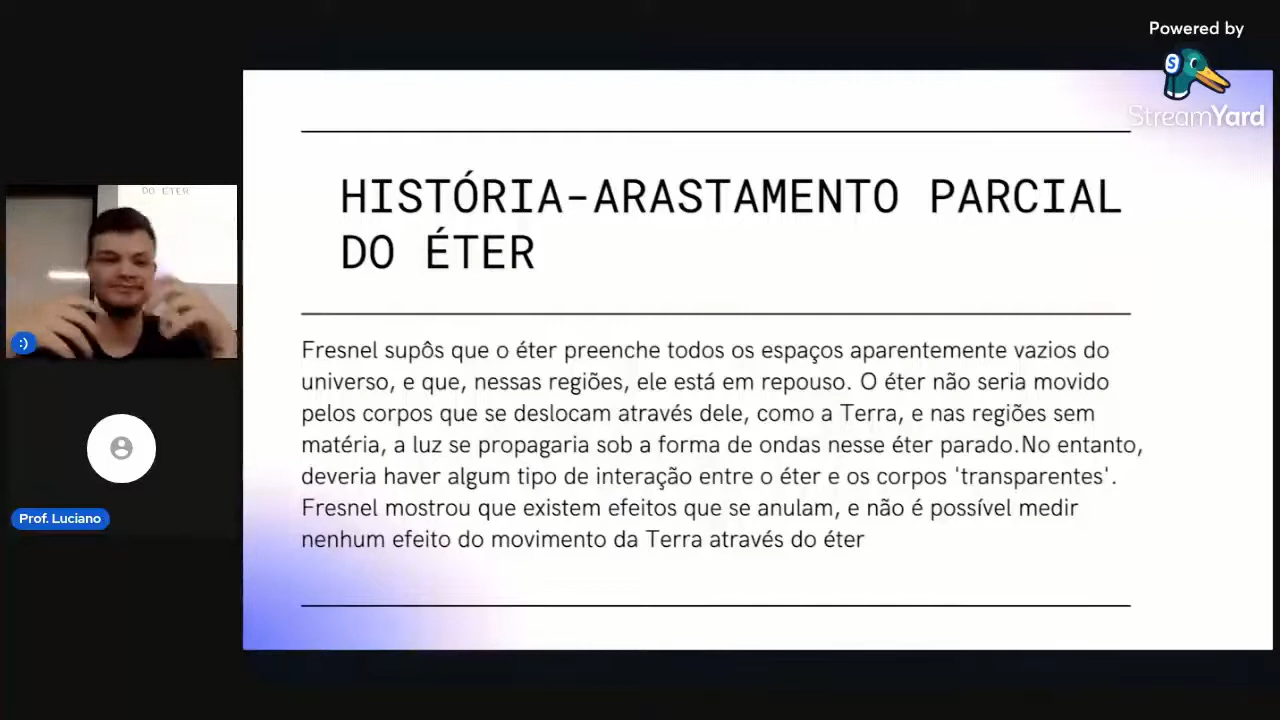 Powered by
StreamYard
HISTÓRIA-ARASTAMENTO PARCIAL
DO ÉTER
DO ÉTER
Fresnel supôs que o éter preenche todos os espaços aparentemente vazios do
universo, e que, nessas regiões, ele está em repouso. O éter não seria movido
pelos corpos que se deslocam através dele, como a Terra, e nas regiões sem
matéria, a luz se propagaria sob a forma de ondas nesse éter parado.No entanto,
deveria haver algum tipo de interação entre o éter e os corpos 'transparentes'.
Fresnel mostrou que existem efeitos que se anulam, e não é possível medir
nenhum efeito do movimento da Terra através do éter
:)
Prof. Luciano